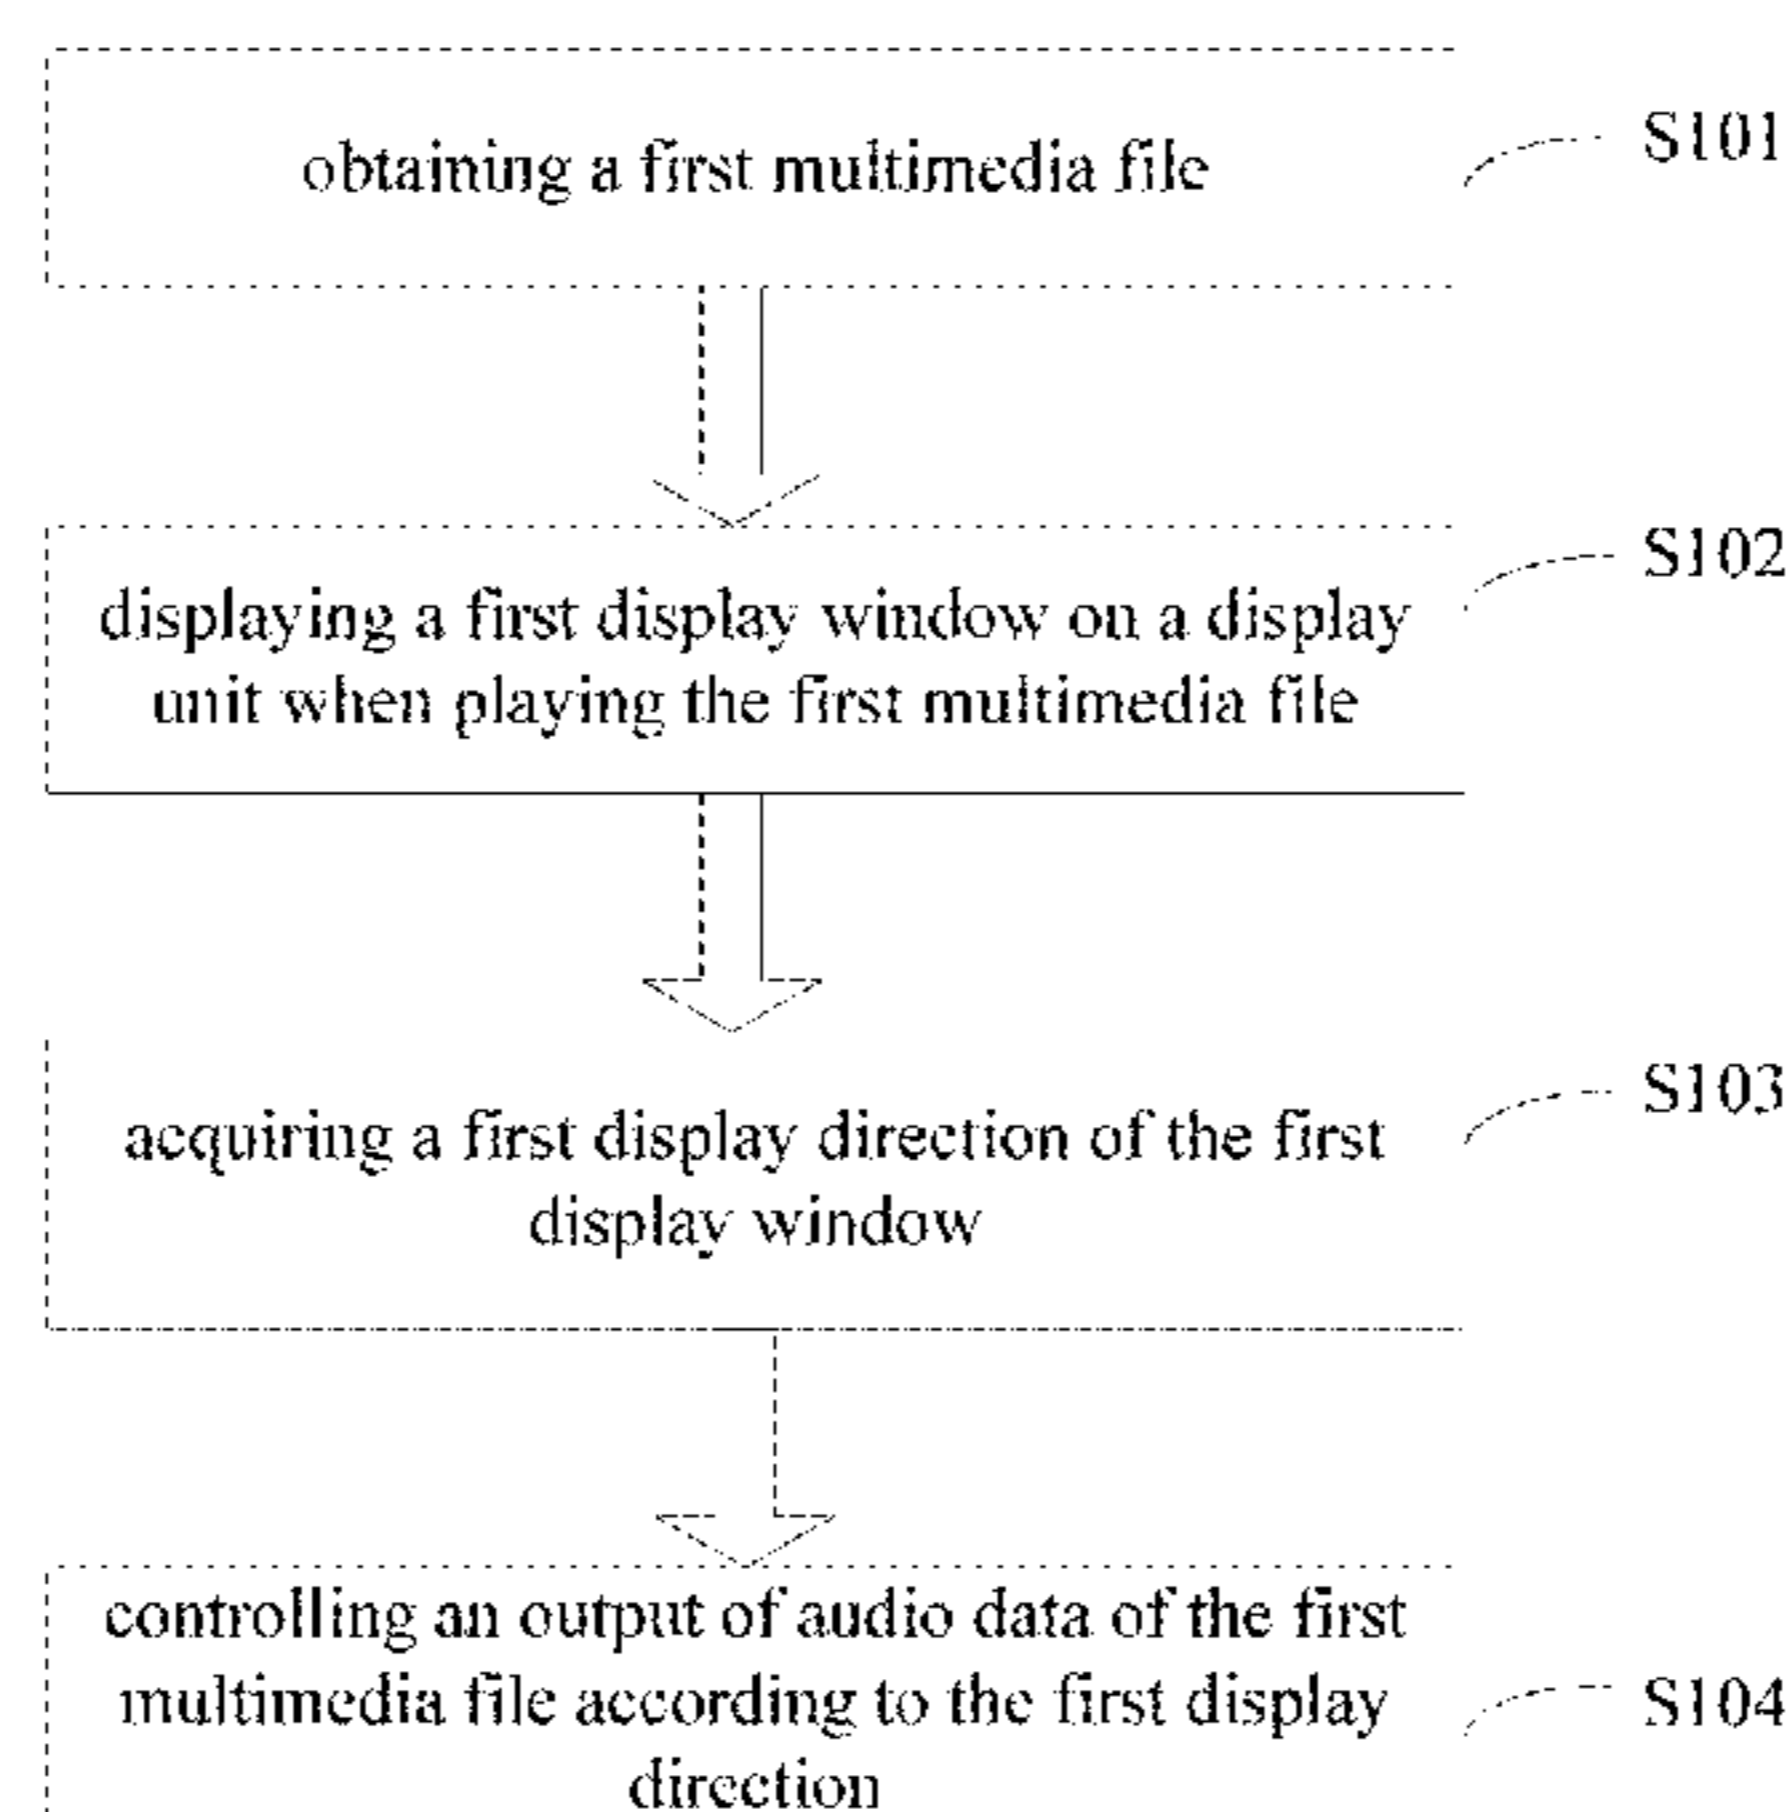 obtaining a first multimedia file
S101
displaying a first display window on a display
unit when playing the first multimedia file
S102
acquiring a first display direction of the first
display window
S103
controlling an output of audio data of the first
multimedia file according to the first display
direction
S104